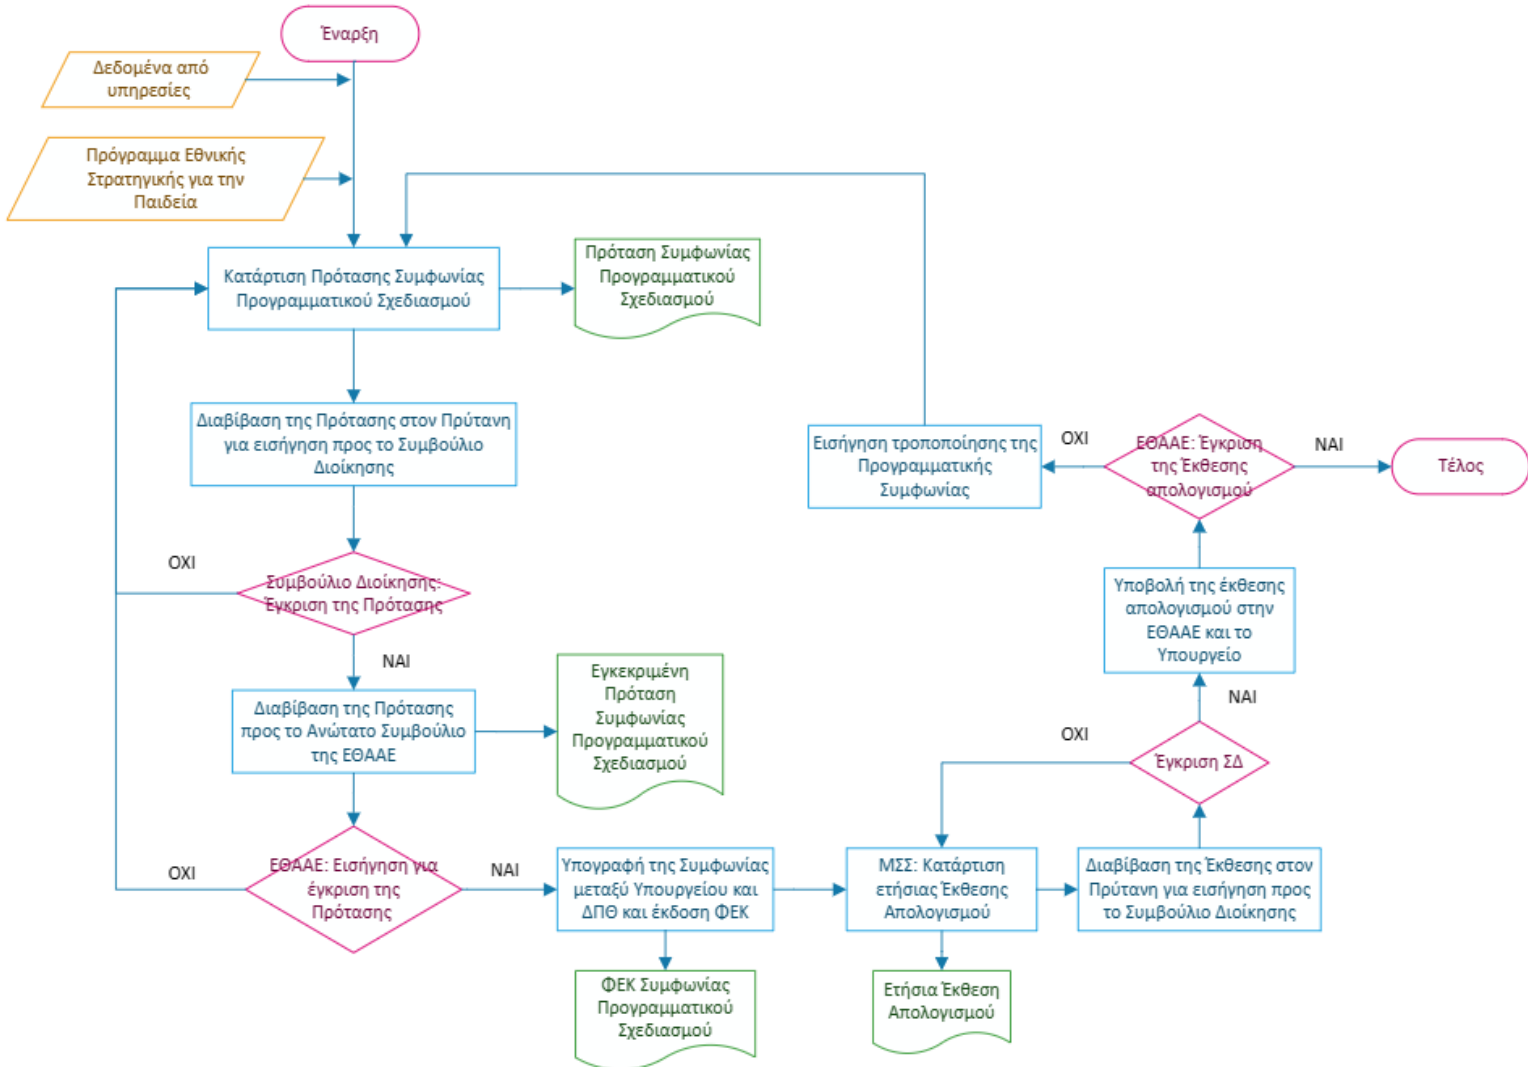 Έναρξη
Δεδομένα από
υπηρεσίες
Πρόγραμμα Εθνικής
Στρατηγικής για την
Παιδεία
Κατάρτιση Πρότασης Συμφωνίας
Προγραμματικού Σχεδιασμού
Πρόταση Συμφωνίας
Προγραμματικού
Σχεδιασμού
Διαβίβαση της Πρότασης στον Πρύτανη
για εισήγηση προς το Συμβούλιο
Διοίκησης
ΟΧΙ
Συμβούλιο Διοίκησης:
Έγκριση της Πρότασης
ΝΑΙ
Διαβίβαση της Πρότασης
προς το Ανώτατο Συμβούλιο
της ΕΘΑΑΕ
Εγκεκριμένη
Πρόταση
Συμφωνίας
Προγραμματικού
Σχεδιασμού
ΟΧΙ
ΕΘΑΑΕ: Εισήγηση για
έγκριση της
Πρότασης
ΝΑΙ
Υπογραφή της Συμφωνίας
μεταξύ Υπουργείου και
ΔΠΘ και έκδοση ΦΕΚ
ΦΕΚ Συμφωνίας
Προγραμματικού
Σχεδιασμού
ΜΣΣ: Κατάρτιση
ετήσιας Έκθεσης
Απολογισμού
Ετήσια Έκθεση
Απολογισμού
Διαβίβαση της Έκθεσης στον
Πρύτανη για εισήγηση προς
το Συμβούλιο Διοίκησης
Έγκριση ΣΔ
ΟΧΙ
ΝΑΙ
Υποβολή της έκθεσης
απολογισμού στην
ΕΘΑΑΕ και το
Υπουργείο
ΕΘΑΑΕ: Έγκριση
της Έκθεσης
απολογισμού
ΟΧΙ
Εισήγηση τροποποίησης της
Προγραμματικής
Συμφωνίας
ΝΑΙ
Τέλος